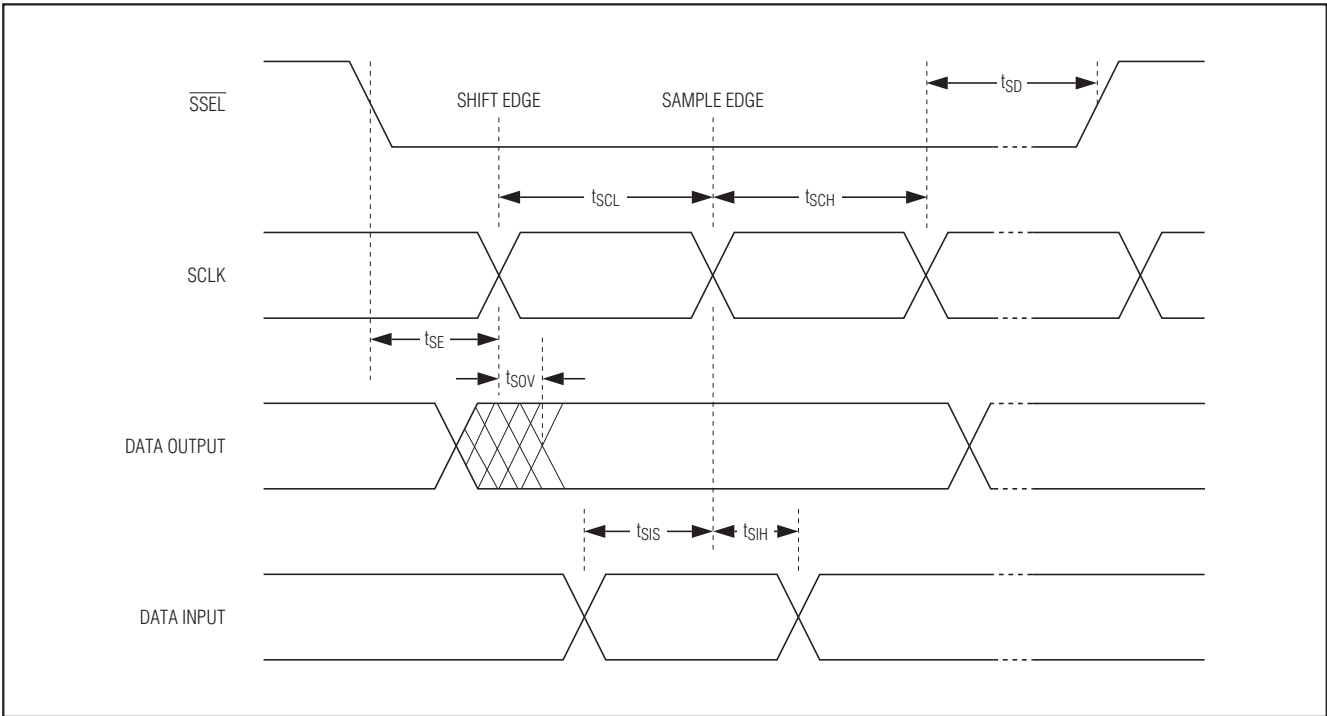 tSD
SSEL
SHIFT EDGE
SAMPLE EDGE
tSCL
tSCH
SCLK
tSE
tSOV
DATA OUTPUT
tSIS
tSIH
DATA INPUT